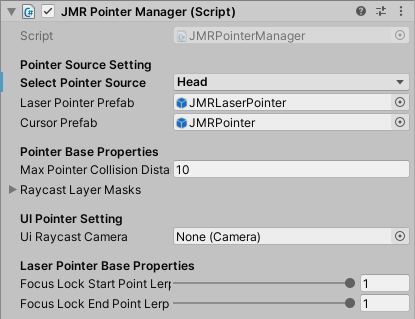 JMR Pointer Manager (Script)
Script JMRPointerManager
Pointer Source Setting
Select Pointer Source Head
Laser Pointer Prefab JMRLaserPointer
Cursor Prefab JMRPointer
Pointer Base Properties
Max Pointer Collision Dista 10
Raycast Layer Masks
UI Pointer Setting
Ui Raycast Camera None (Camera)
Laser Pointer Base Properties
Focus Lock Start Point Lerp 1
Focus Lock End Point Lerp 1